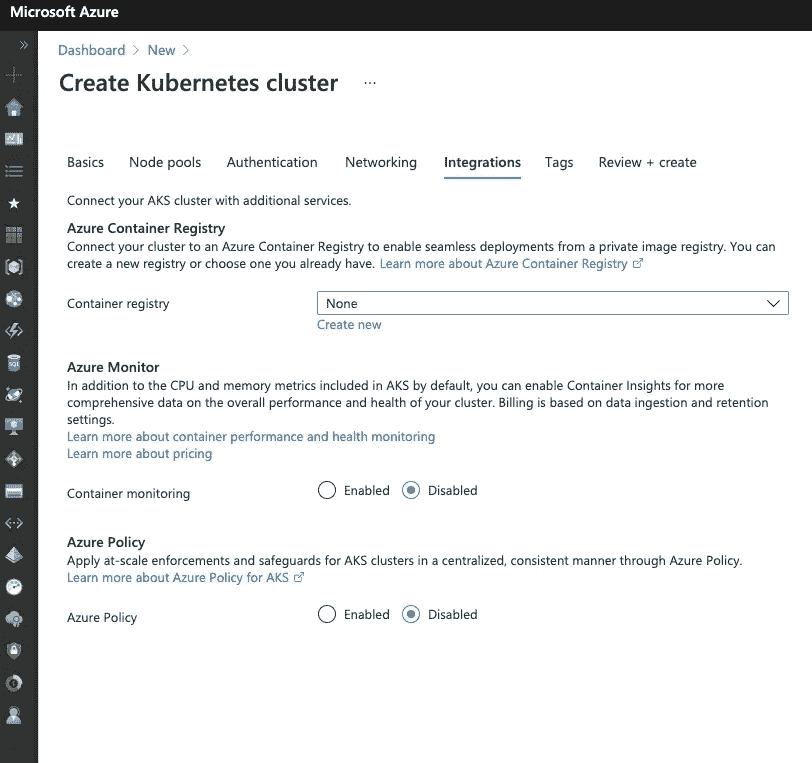 Microsoft Azure
Dashboard > New >
Create Kubernetes cluster ...
Basics Node pools Authentication Networking Integrations Tags Review + create
Connect your AKS cluster with additional services.
Azure Container Registry
Connect your cluster to an Azure Container Registry to enable seamless deployments from a private image registry. You can
create a new registry or choose one you already have. Learn more about Azure Container Registry
Container registry None
Create new
Azure Monitor
In addition to the CPU and memory metrics included in AKS by default, you can enable Container Insights for more
comprehensive data on the overall performance and health of your cluster. Billing is based on data ingestion and retention
settings.
Learn more about container performance and health monitoring
Learn more about pricing
Container monitoring Enabled Disabled
Azure Policy
Apply at-scale enforcements and safeguards for AKS clusters in a centralized, consistent manner through Azure Policy.
Learn more about Azure Policy for AKS
Azure Policy Enabled Disabled